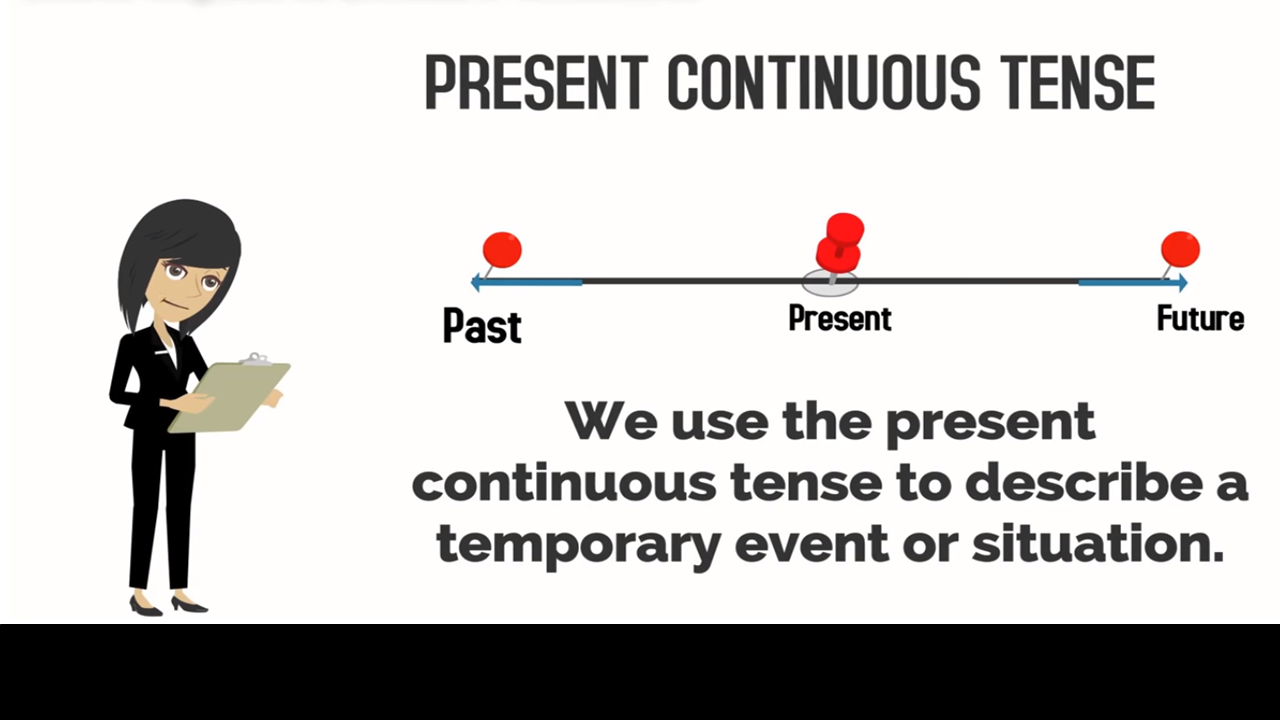 PRESENT CONTINUOUS TENSE
Past
Present
Future
We use the present
continuous tense to describe a
temporary event or situation.